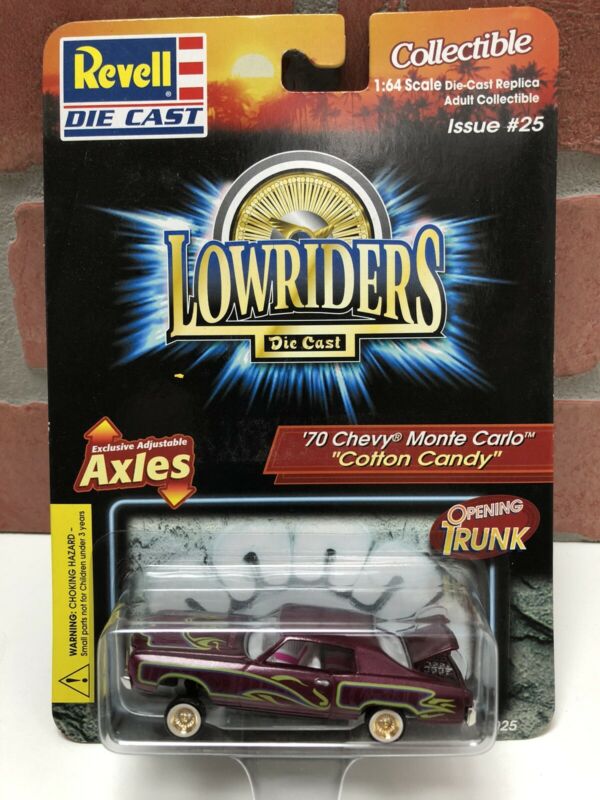 Revell®
DIE CAST
Collectible
1:64 Scale Die-Cast Replica
Adult Collectible
Issue #25
LOWRIDERS
Die Cast
'70 Chevy® Monte Carlo™
"Cotton Candy"
Exclusive Adjustable
Axles
OPENING
TRUNK
WARNING: CHOKING HAZARD –
Small parts not for Children under 3 years